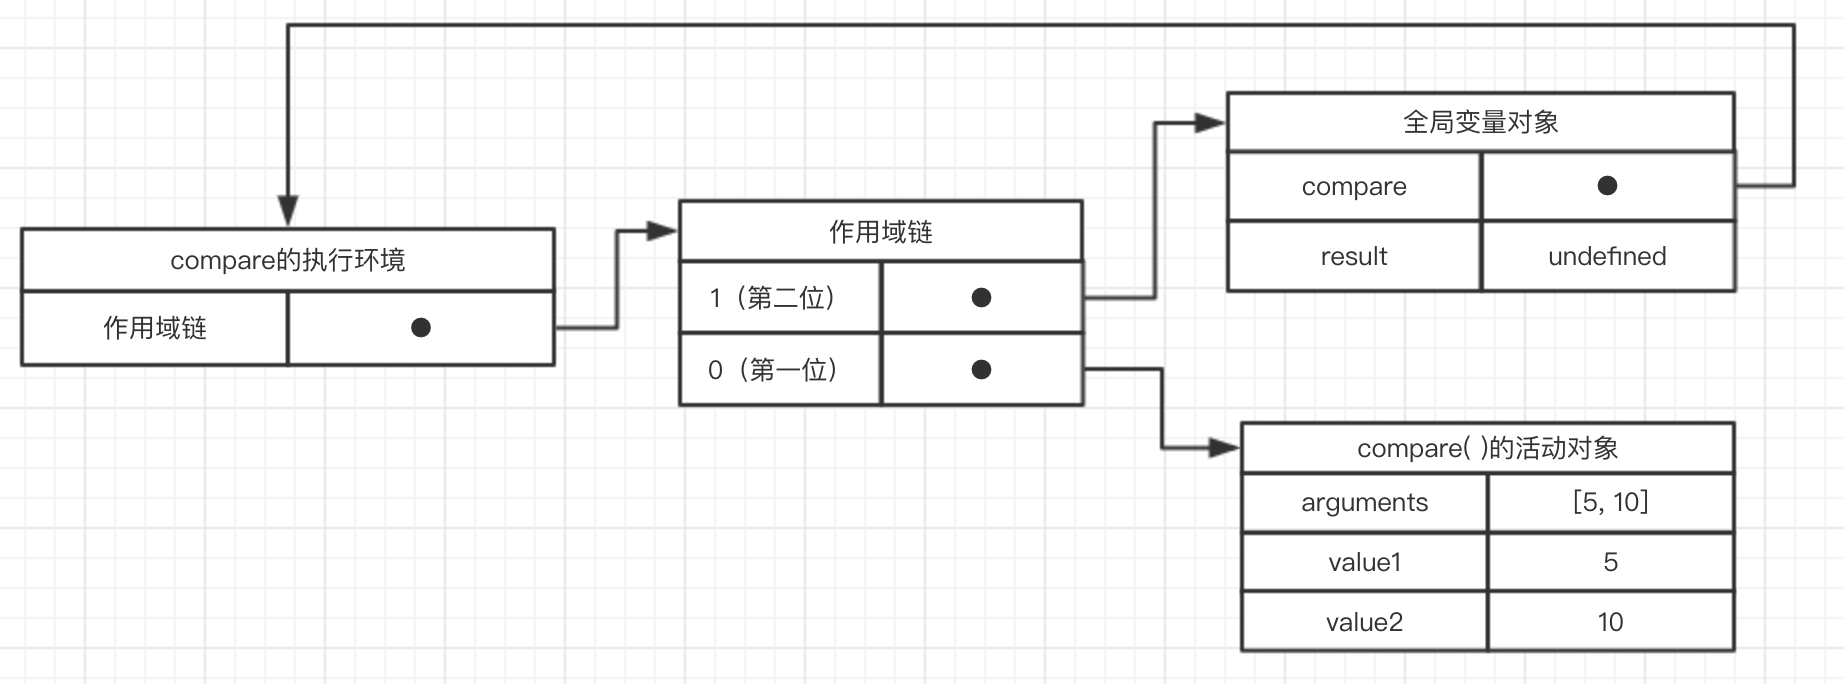 compare的执行环境
作用域链
作用域链
1（第二位）
0（第一位）
全局变量对象
compare
result undefined
compare( )的活动对象
arguments [5, 10]
value1 5
value2 10